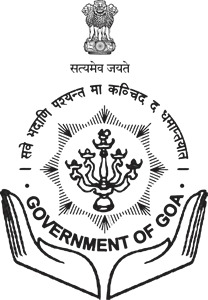 सत्यमेव जयते
। सर्वे भद्राणि पश्यन्तु मा कश्चिद् दुःखमाप्नुयात् ।
• GOVERNMENT OF GOA •